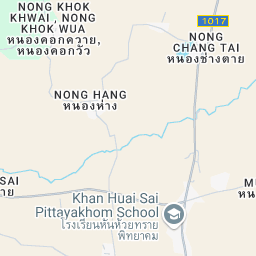 NONG KHOK
KHWAI , NONG
KHOK WUA
หนองคอกควาย,
หนองคอกวัว
1017
NONG
CHANG TAI
หนองช่างตาย
NONG HANG
หนองห่าง
SAI
าย
Khan Huai Sai
Pittayakhom School
โรงเรียนหันห้วยทราย
พิทยาคม
MU
หน